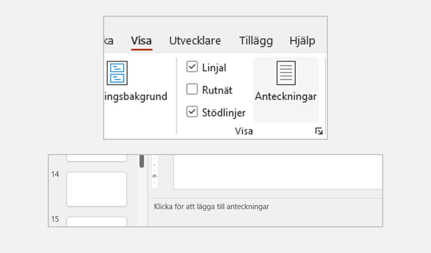 ka Visa Utvecklare Tillägg Hjälp
Linjal
ingsbakgrund Rutnät Anteckningar
Stödlinjer
Visa
14
9
Klicka för att lägga till anteckningar
15